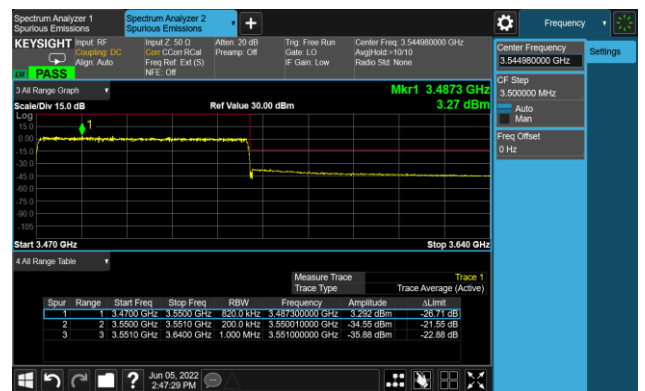 Spectrum Analyzer 1
Spurious Emissions
Spectrum Analyzer 2
Spurious Emissions
+
Frequency
KEYSIGHT Input: RF
Coupling: DC
Align: Auto
Input Z: 50 Ω
Corr CCorr RCal
Freq Ref: Ext (S)
NFE: Off
Atten: 20 dB
Preamp: Off
Trig: Free Run
Gate: LO
IF Gain: Low
Center Freq: 3.544980000 GHz
Avg|Hold:>10/10
Radio Std: None
PASS
Center Frequency
3.544980000 GHz
Settings
CF Step
3.500000 MHz
Auto
Man
Freq Offset
0 Hz
3 All Range Graph
Mkr1 3.4873 GHz
Scale/Div 15.0 dB
Ref Value 30.00 dBm
3.27 dBm
Log
15.0
0.00
-15.0
-30.0
-45.0
-60.0
-75.0
-90.0
-105
1
Start 3.470 GHz
Stop 3.640 GHz
4 All Range Table
Measure Trace Trace 1
Trace Type Trace Average (Active)
Spur Range Start Freq Stop Freq RBW Frequency Amplitude ΔLimit
1 1 3.4700 GHz 3.5500 GHz 820.0 kHz 3.487300000 GHz 3.292 dBm -26.71 dB
2 2 3.5500 GHz 3.5510 GHz 200.0 kHz 3.550010000 GHz -34.55 dBm -21.55 dB
3 3 3.5510 GHz 3.6400 GHz 1.000 MHz 3.551000000 GHz -35.88 dBm -22.88 dB
?
Jun 05, 2022
2:47:29 PM